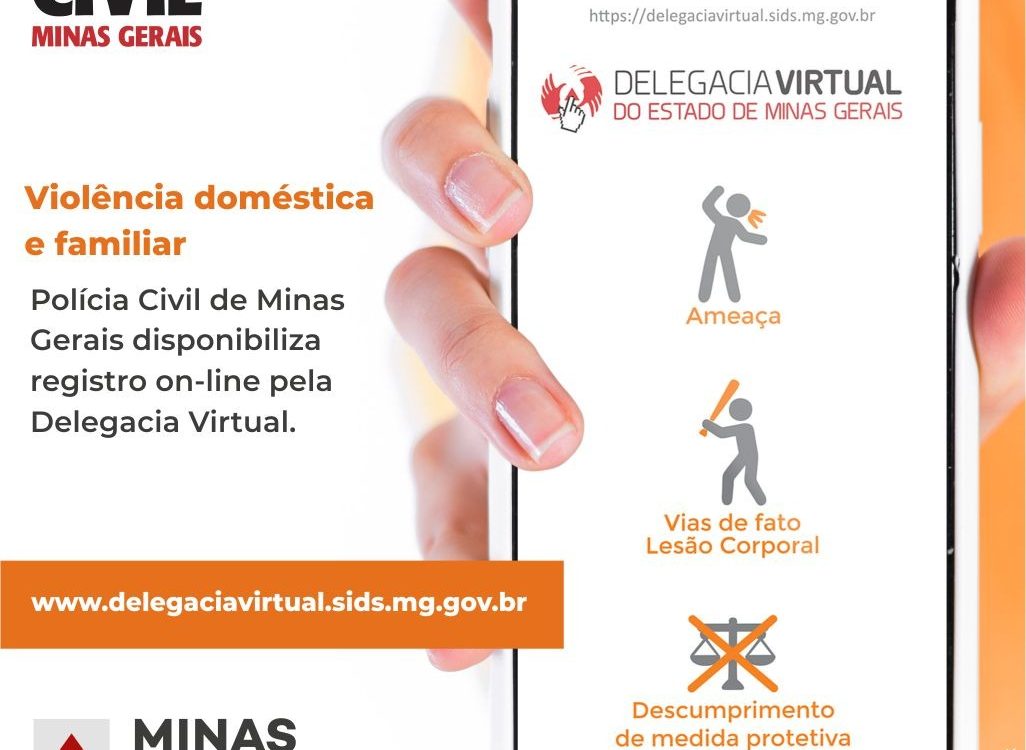 CIVIL
MINAS GERAIS
Violência doméstica
e familiar
Polícia Civil de Minas
Gerais disponibiliza
registro on-line pela
Delegacia Virtual.
www.delegaciavirtual.sids.mg.gov.br
MINAS
https://delegaciavirtual.sids.mg.gov.br
DELEGACIA VIRTUAL
DO ESTADO DE MINAS GERAIS
Ameaça
Vias de fato
Lesão Corporal
Descumprimento
de medida protetiva